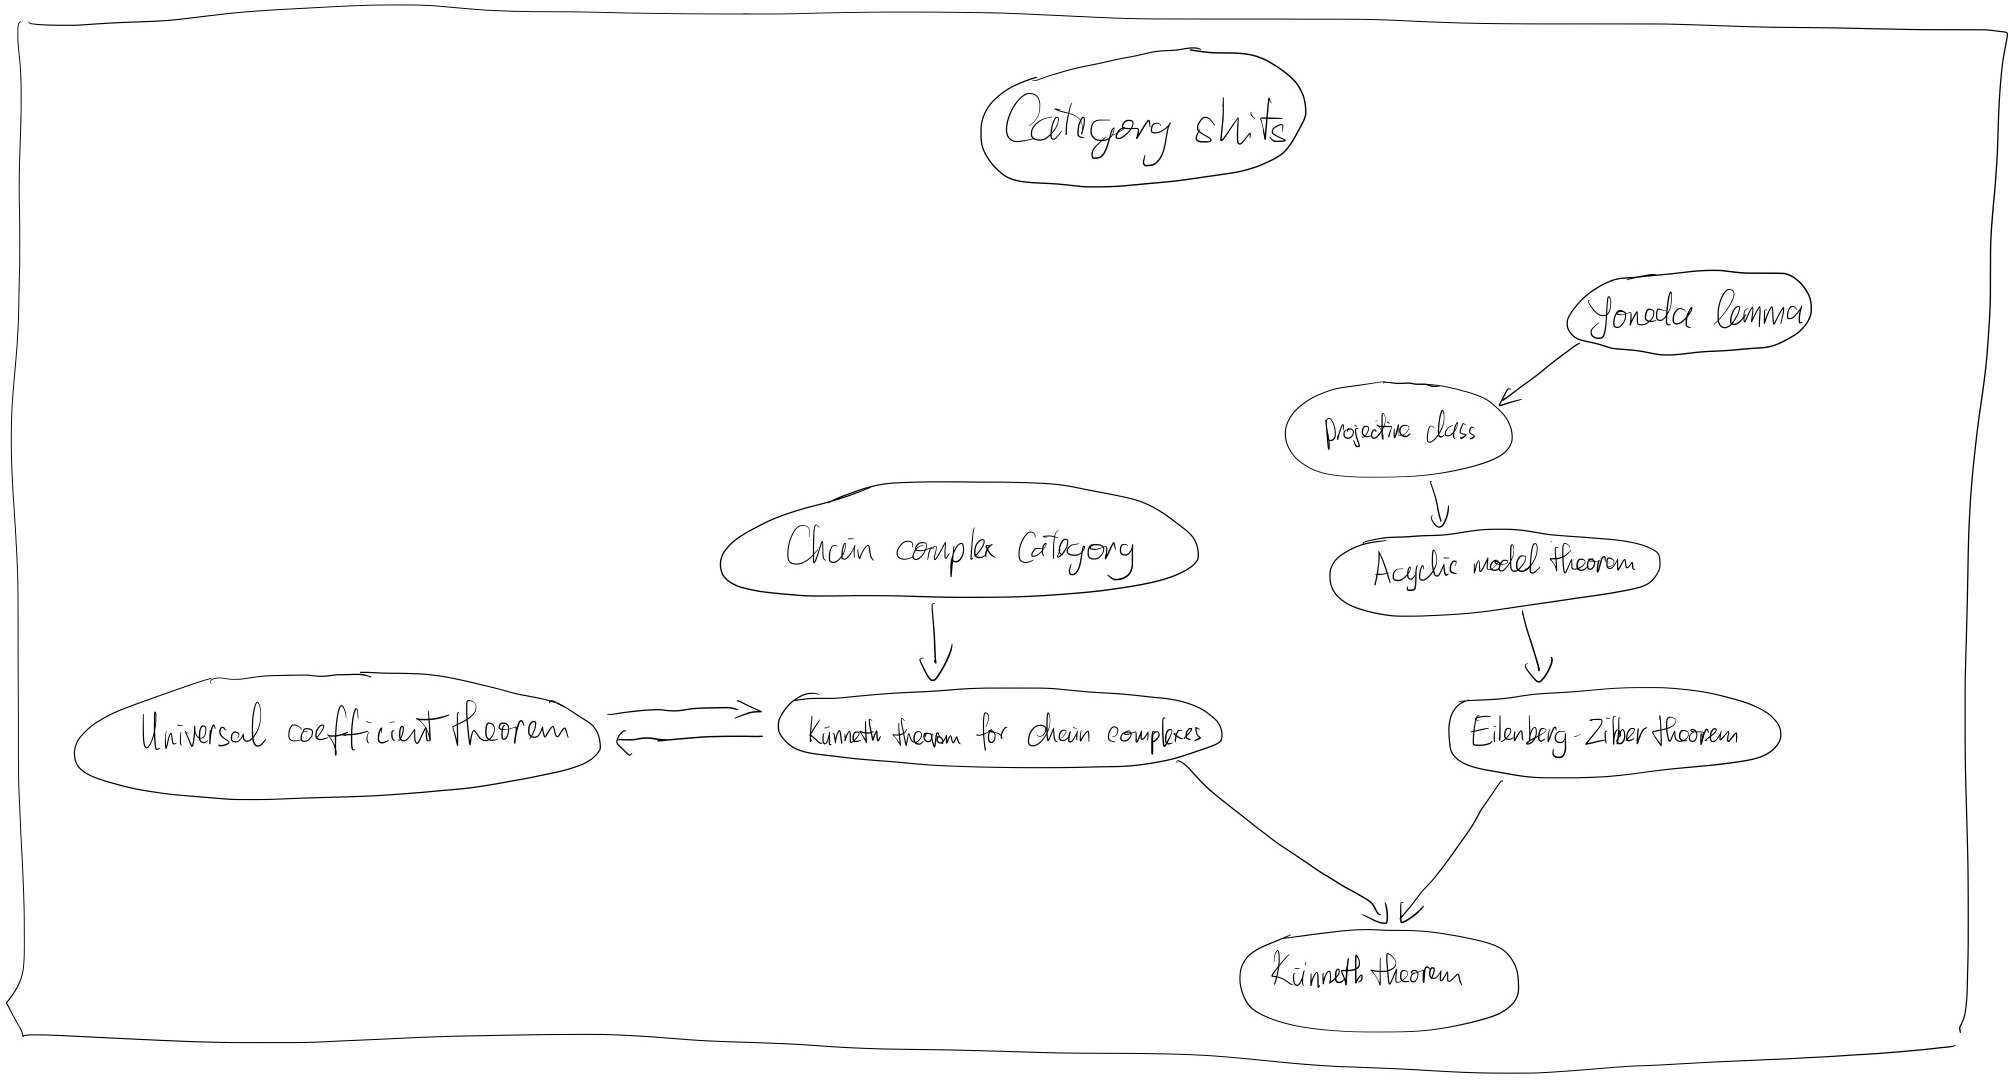 Category shits
Yoneda lemma
Projective class
Chain complex Category
Acyclic model theorem
Universal coefficient theorem
Künneth theorem for chain complexes
Eilenberg-Zilber theorem
Künneth theorem